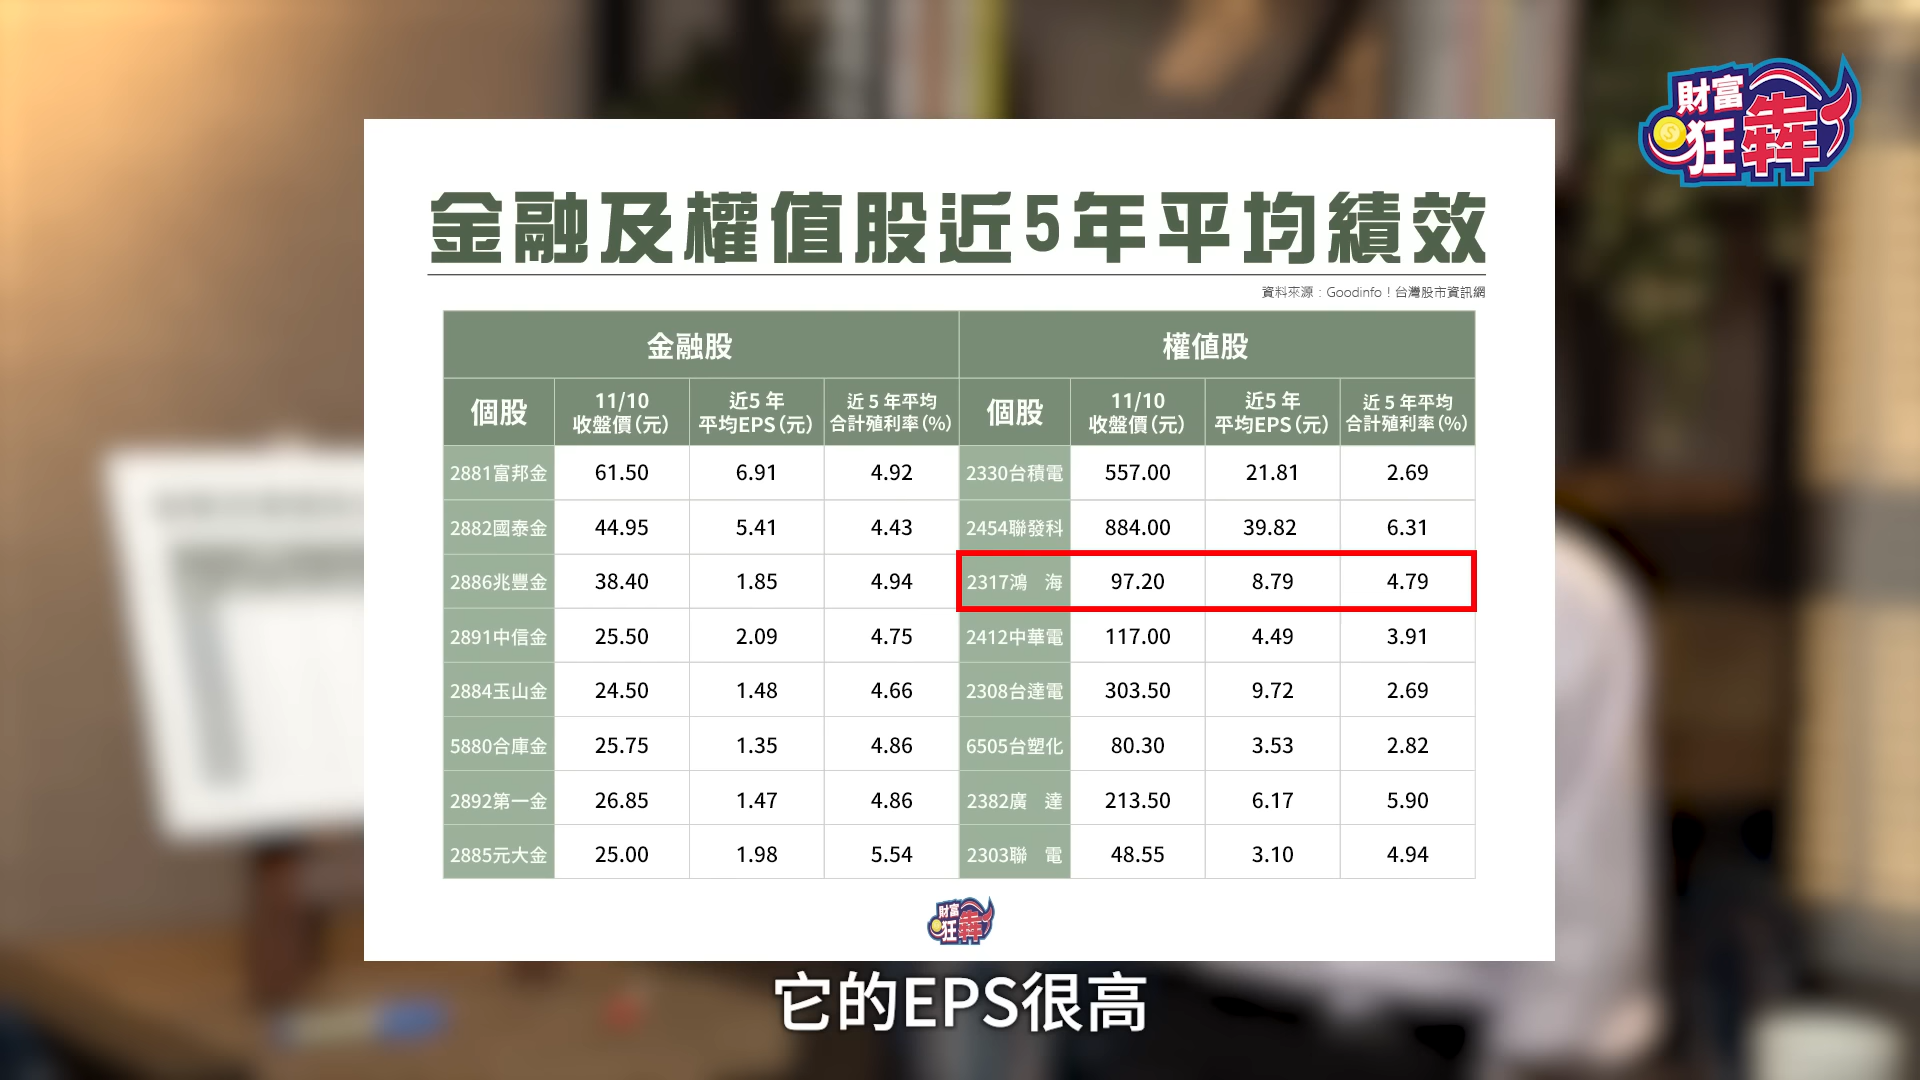 財富
狂犇
金融及權值股近5年平均績效
資料來源：Goodinfo！台灣股市資訊網
金融股 權值股
個股 11/10 收盤價(元) 近5年 平均EPS(元) 近5年平均 合計殖利率(%) 個股 11/10 收盤價(元) 近5年 平均EPS(元) 近5年平均 合計殖利率(%)
2881富邦金 61.50 6.91 4.92 2330台積電 557.00 21.81 2.69
2882國泰金 44.95 5.41 4.43 2454聯發科 884.00 39.82 6.31
2886兆豐金 38.40 1.85 4.94 2317鴻　海 97.20 8.79 4.79
2891中信金 25.50 2.09 4.75 2412中華電 117.00 4.49 3.91
2884玉山金 24.50 1.48 4.66 2308台達電 303.50 9.72 2.69
5880合庫金 25.75 1.35 4.86 6505台塑化 80.30 3.53 2.82
2892第一金 26.85 1.47 4.86 2382廣　達 213.50 6.17 5.90
2885元大金 25.00 1.98 5.54 2303聯　電 48.55 3.10 4.94
財富
狂犇
它的EPS很高